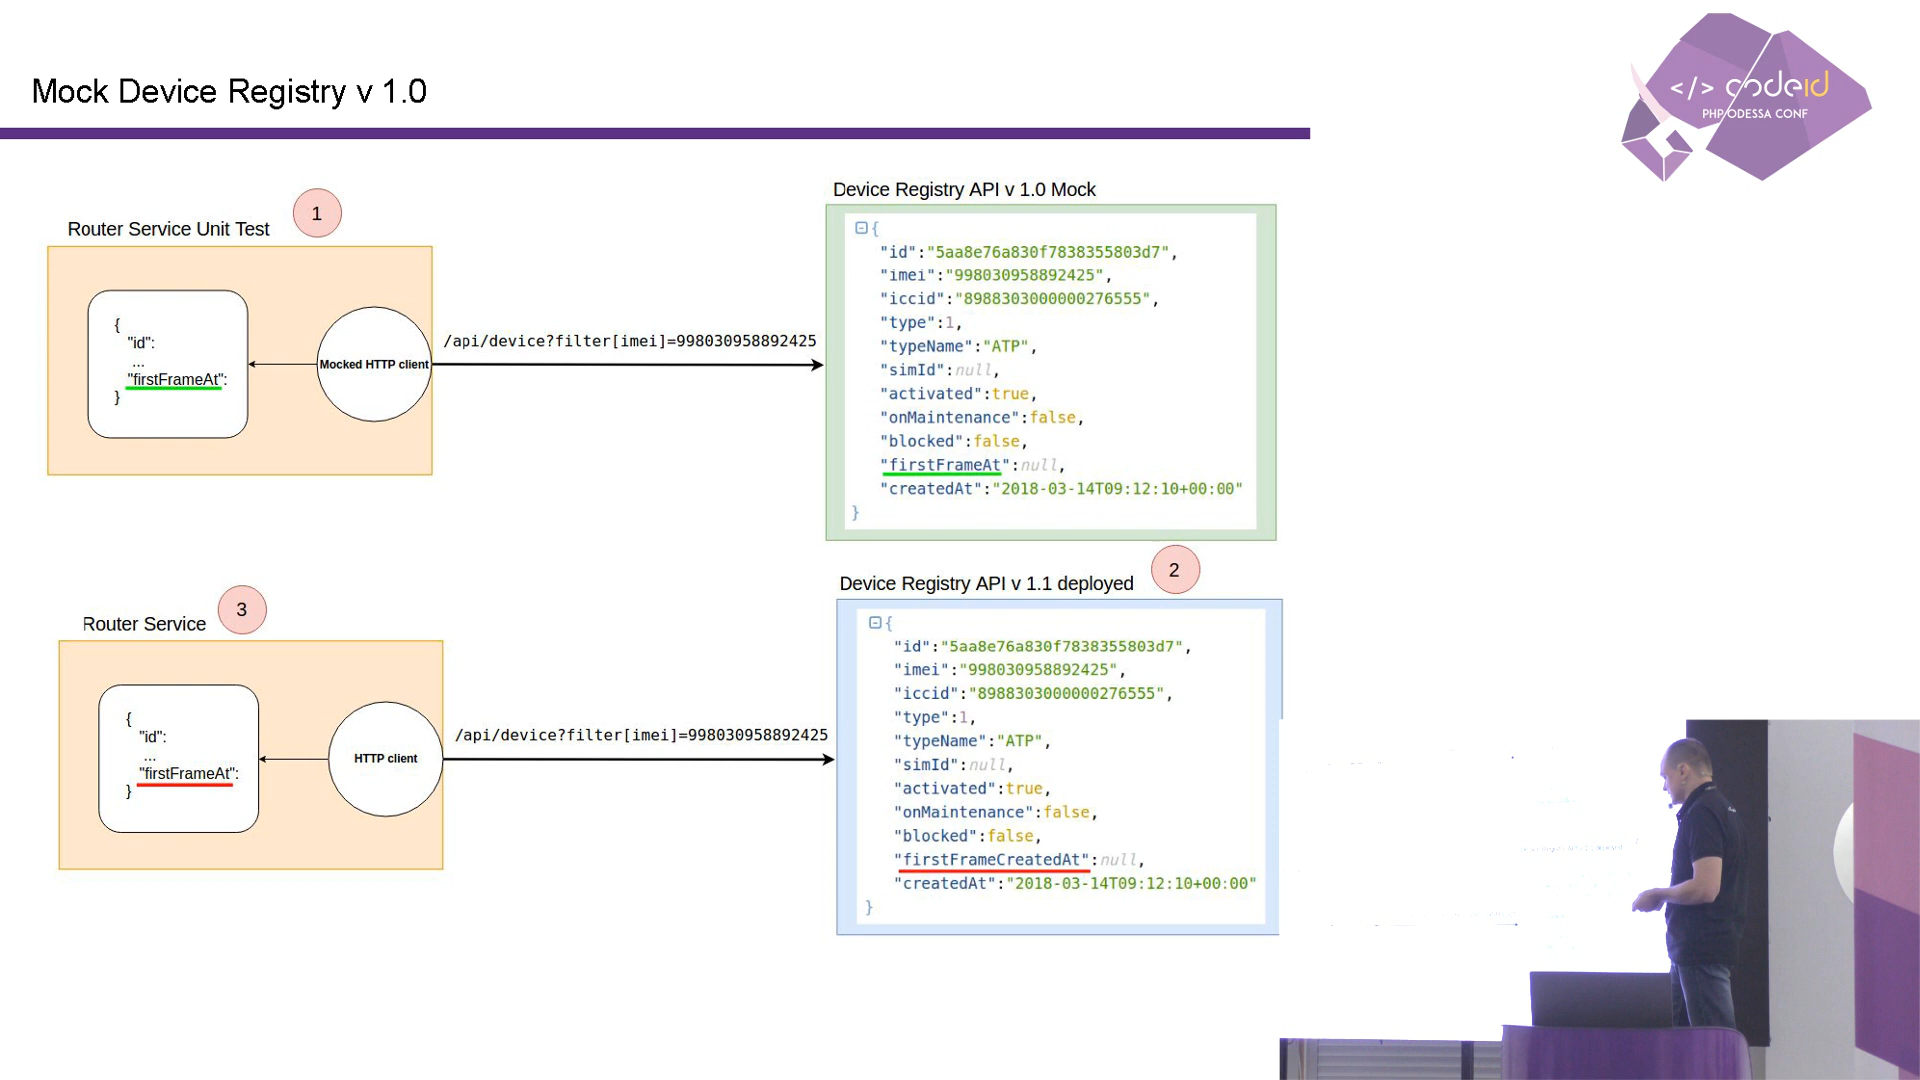 Mock Device Registry v 1.0
</> codeid
PHP ODESSA CONF
Router Service Unit Test
1
{
"id":
...
"firstFrameAt":
}
Mocked HTTP client
/api/device?filter[imei]=998030958892425
Device Registry API v 1.0 Mock
{
"id":"5aa8e76a830f7838355803d7",
"imei":"998030958892425",
"iccid":"8988303000000276555",
"type":1,
"typeName":"ATP",
"simId":null,
"activated":true,
"onMaintenance":false,
"blocked":false,
"firstFrameAt":null,
"createdAt":"2018-03-14T09:12:10+00:00"
}
Router Service
3
{
"id":
...
"firstFrameAt":
}
HTTP client
/api/device?filter[imei]=998030958892425
Device Registry API v 1.1 deployed
2
{
"id":"5aa8e76a830f7838355803d7",
"imei":"998030958892425",
"iccid":"8988303000000276555",
"type":1,
"typeName":"ATP",
"simId":null,
"activated":true,
"onMaintenance":false,
"blocked":false,
"firstFrameCreatedAt":null,
"createdAt":"2018-03-14T09:12:10+00:00"
}